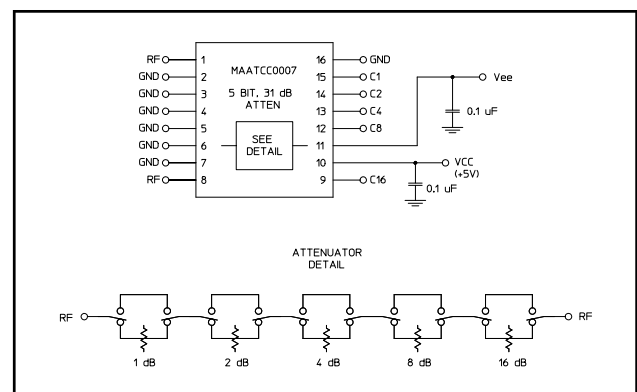 RF 1 MAATCC0007 16 GND
GND 2 15 C1 Vee
GND 3 5 BIT, 31 dB 14 C2
GND 4 ATTEN 13 C4 0.1 uF
GND 5 12 C8
GND 6 SEE 11
GND 7 DETAIL 10 VCC
(+5V)
RF 8 9 C16 0.1 uF
ATTENUATOR
DETAIL
RF RF
1 dB 2 dB 4 dB 8 dB 16 dB